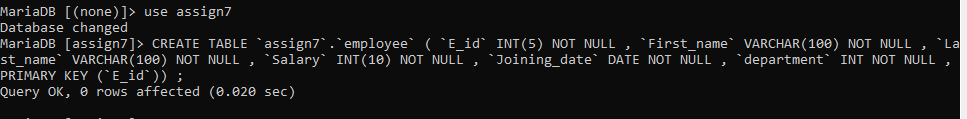 MariaDB [(none)]> use assign7
Database changed
MariaDB [assign7]> CREATE TABLE `assign7`.`employee` ( `E_id` INT(5) NOT NULL , `First_name` VARCHAR(100) NOT NULL , `La
st_name` VARCHAR(100) NOT NULL , `Salary` INT(10) NOT NULL , `Joining_date` DATE NOT NULL , `department` INT NOT NULL ,
PRIMARY KEY (`E_id`)) ;
Query OK, 0 rows affected (0.020 sec)